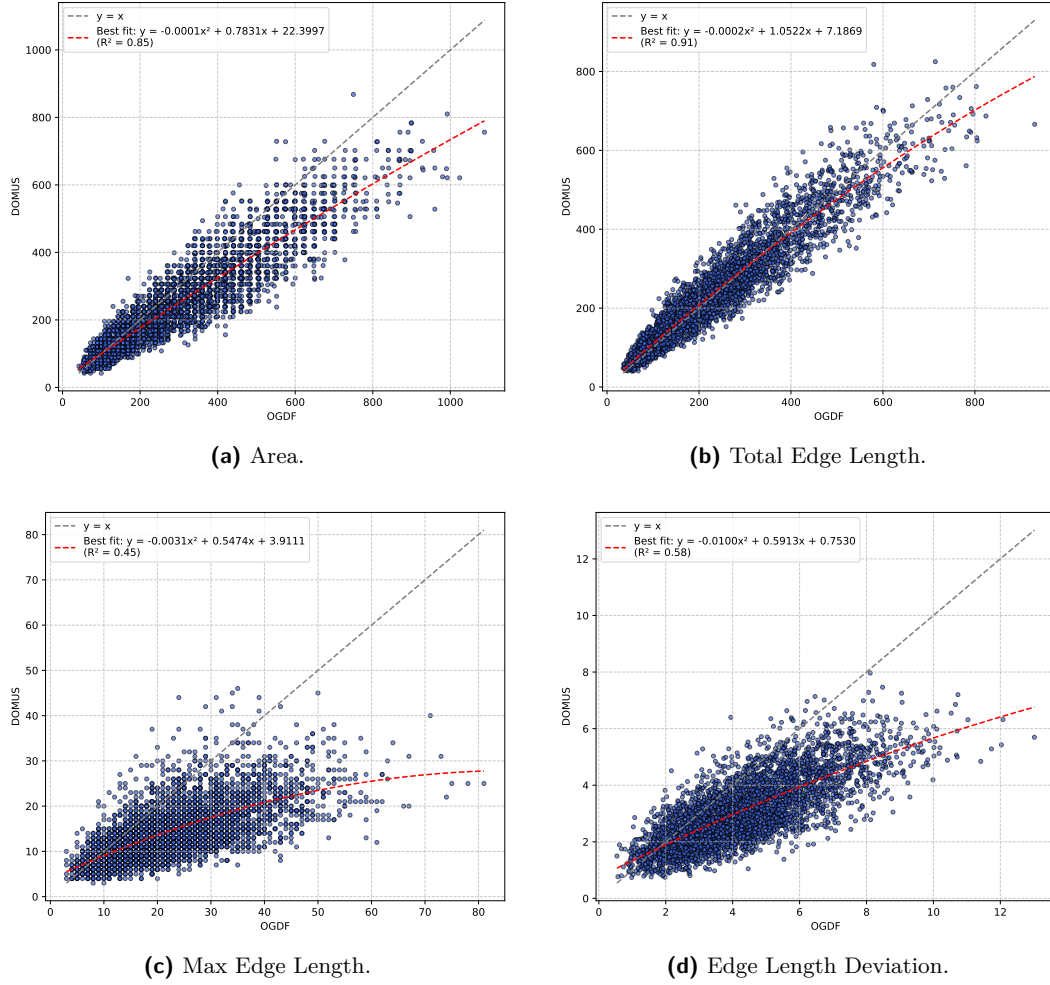 y = x
Best fit: y = -0.0001x² + 0.7831x + 22.3997
(R² = 0.85)
1000
800
600
400
200
0
DOMUS
0 200 400 600 800 1000
OGDF
(a) Area.
y = x
Best fit: y = -0.0002x² + 1.0522x + 7.1869
(R² = 0.91)
800
600
400
200
0
DOMUS
0 200 400 600 800
OGDF
(b) Total Edge Length.
y = x
Best fit: y = -0.0031x² + 0.5474x + 3.9111
(R² = 0.45)
80
70
60
50
40
30
20
10
0
DOMUS
0 10 20 30 40 50 60 70 80
OGDF
(c) Max Edge Length.
y = x
Best fit: y = -0.0100x² + 0.5913x + 0.7530
(R² = 0.58)
12
10
8
6
4
2
0
DOMUS
0 2 4 6 8 10 12
OGDF
(d) Edge Length Deviation.